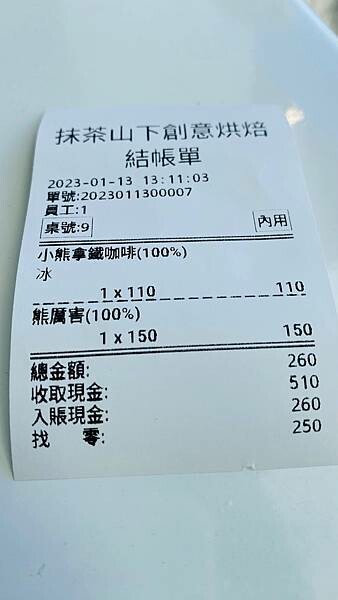 抹茶山下創意烘焙
結帳單
2023-01-13 13:11:03
單號:2023011300007
員工:1
桌號:9 內用
小熊拿鐵咖啡(100%)
冰
1 x 110 110
熊厲害(100%)
1 x 150 150
總金額: 260
收取現金: 510
入賬現金: 260
找 零: 250